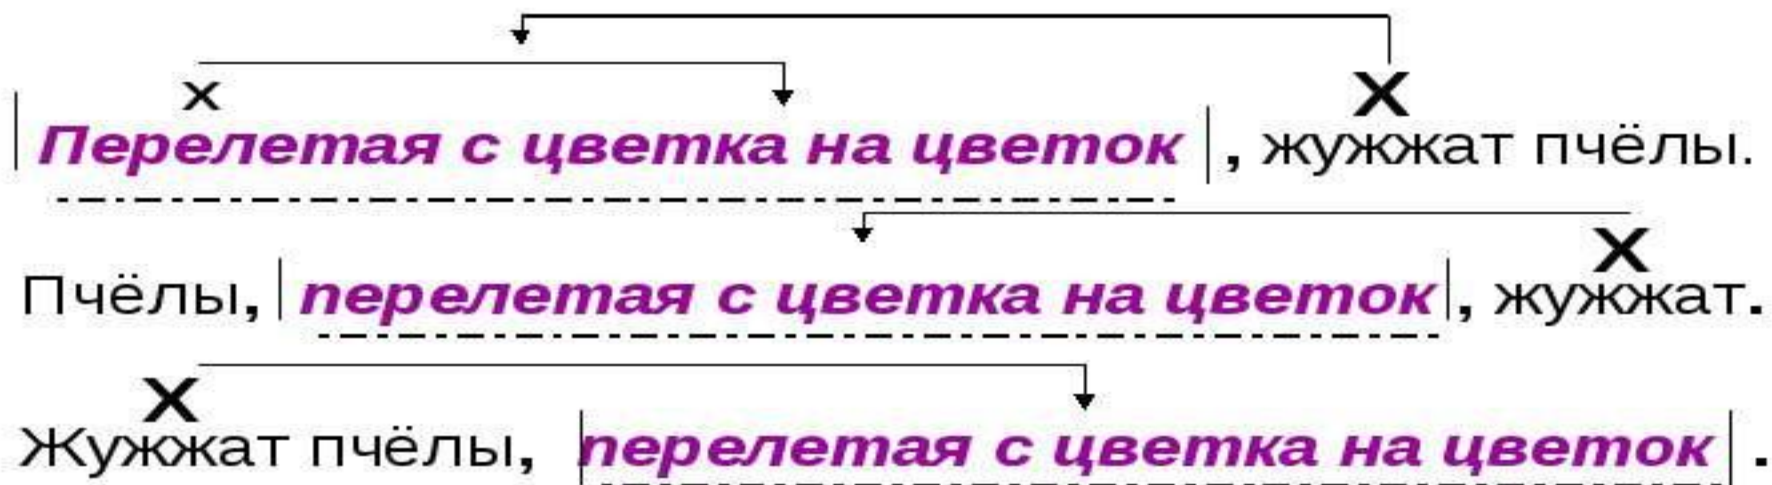 х х
Перелетая с цветка на цветок, жужжат пчёлы.
х
Пчёлы, перелетая с цветка на цветок, жужжат.
х
Жужжат пчёлы, перелетая с цветка на цветок.